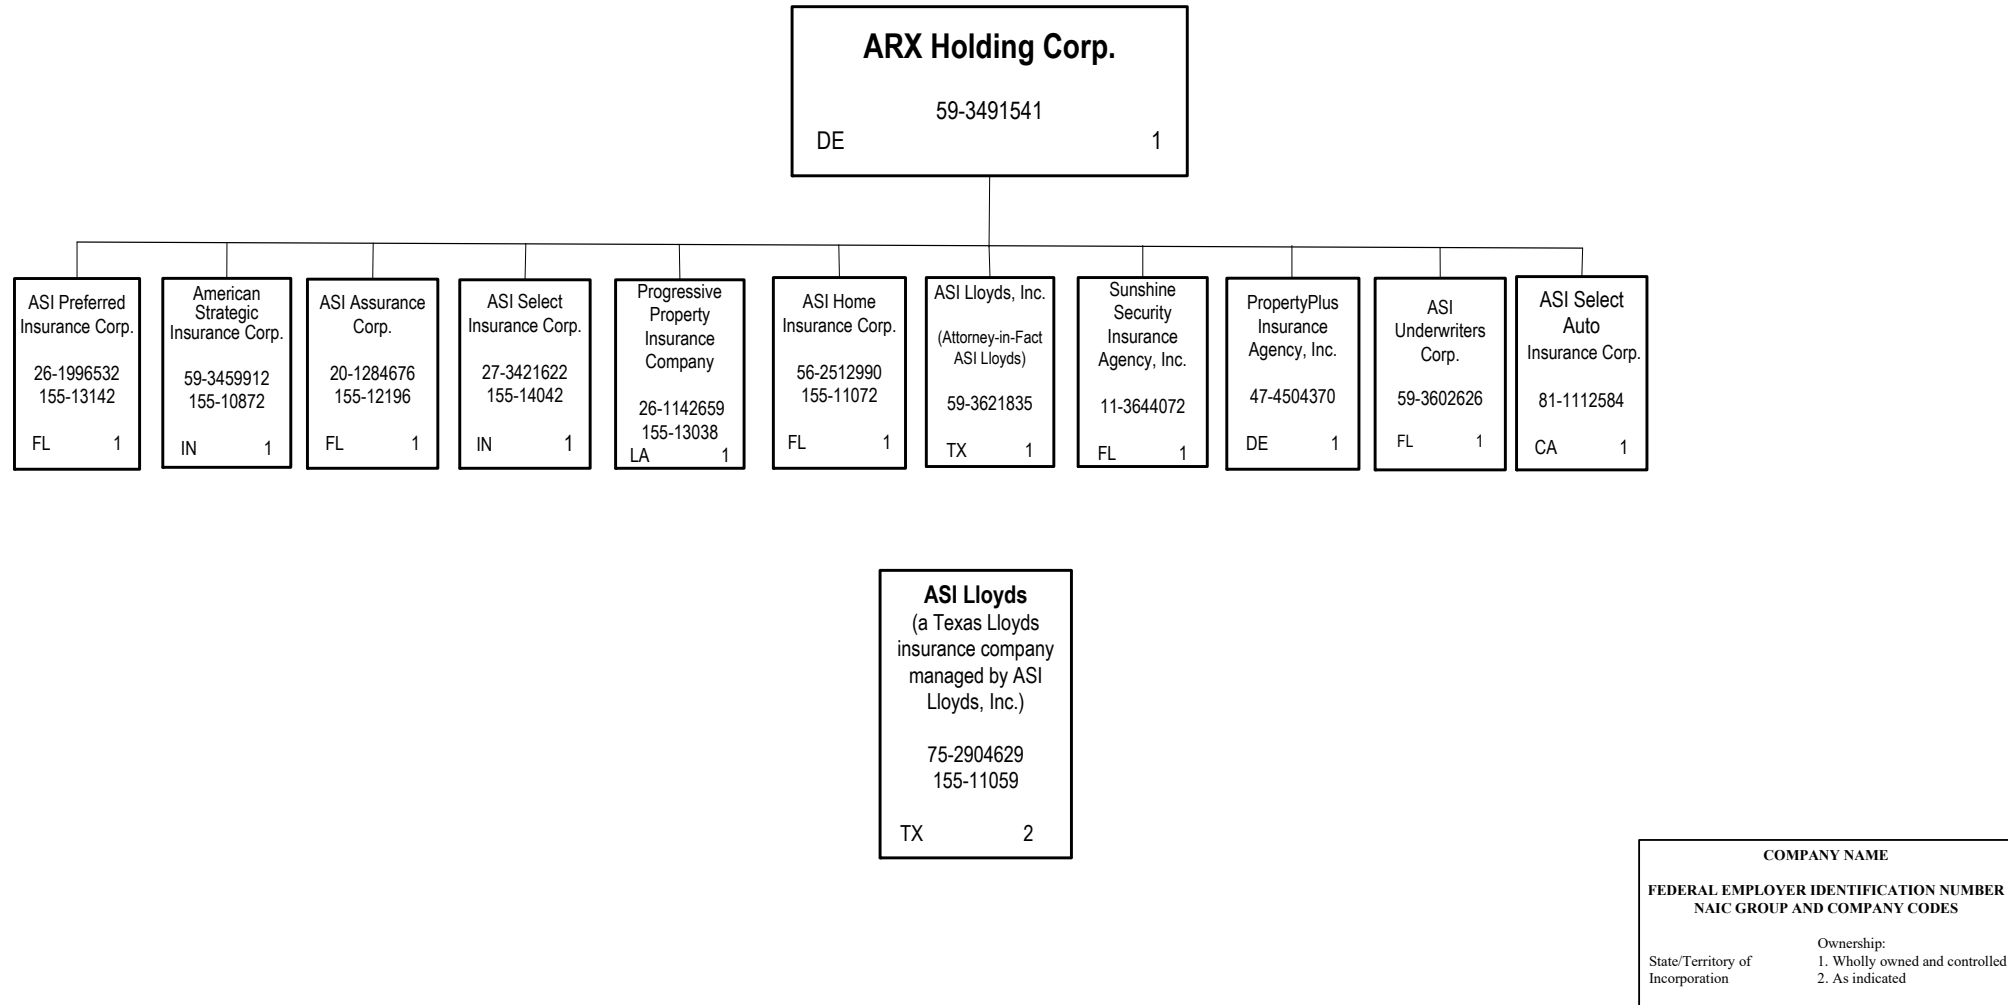 ARX Holding Corp.
59-3491541
DE 1
ASI Preferred
Insurance Corp.
26-1996532
155-13142
FL 1
American
Strategic
Insurance Corp.
59-3459912
155-10872
IN 1
ASI Assurance
Corp.
20-1284676
155-12196
FL 1
ASI Select
Insurance Corp.
27-3421622
155-14042
IN 1
Progressive
Property
Insurance
Company
26-1142659
155-13038
LA 1
ASI Home
Insurance Corp.
56-2512990
155-11072
FL 1
ASI Lloyds, Inc.
(Attorney-in-Fact
ASI Lloyds)
59-3621835
TX 1
Sunshine
Security
Insurance
Agency, Inc.
11-3644072
FL 1
PropertyPlus
Insurance
Agency, Inc.
47-4504370
DE 1
ASI
Underwriters
Corp.
59-3602626
FL 1
ASI Select
Auto
Insurance Corp.
81-1112584
CA 1
ASI Lloyds
(a Texas Lloyds
insurance company
managed by ASI
Lloyds, Inc.)
75-2904629
155-11059
TX 2
COMPANY NAME
FEDERAL EMPLOYER IDENTIFICATION NUMBER
NAIC GROUP AND COMPANY CODES
Ownership:
State/Territory of 1. Wholly owned and controlled
Incorporation 2. As indicated